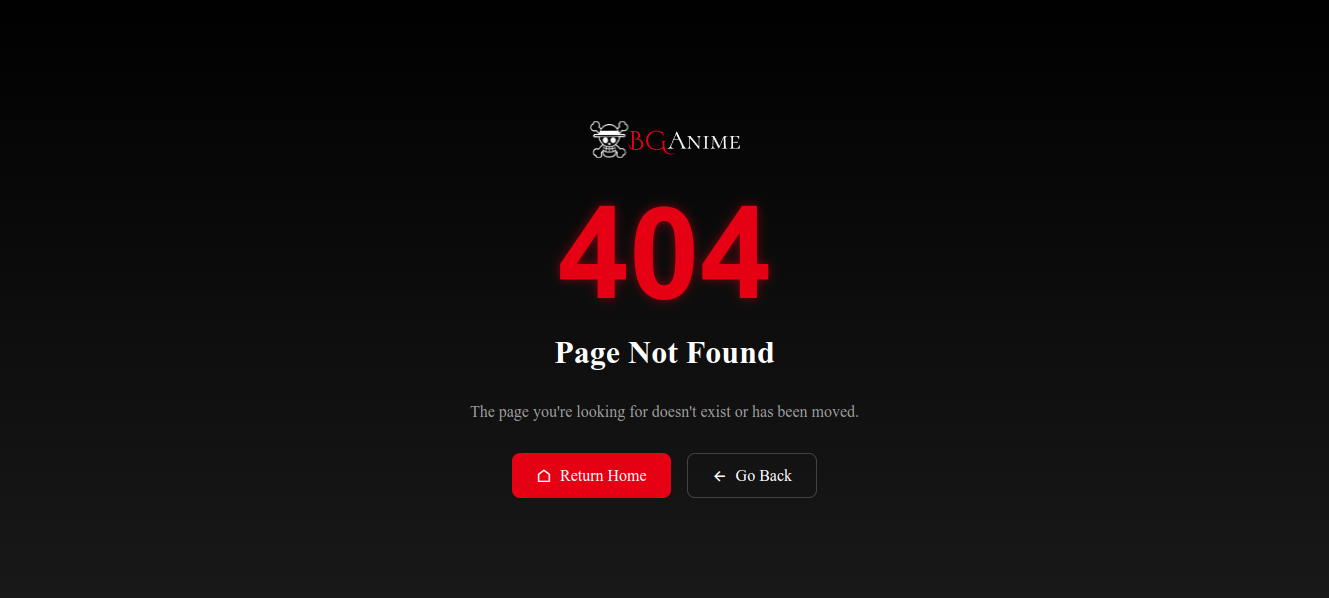 BGAnime
404
Page Not Found
The page you're looking for doesn't exist or has been moved.
Return Home
Go Back